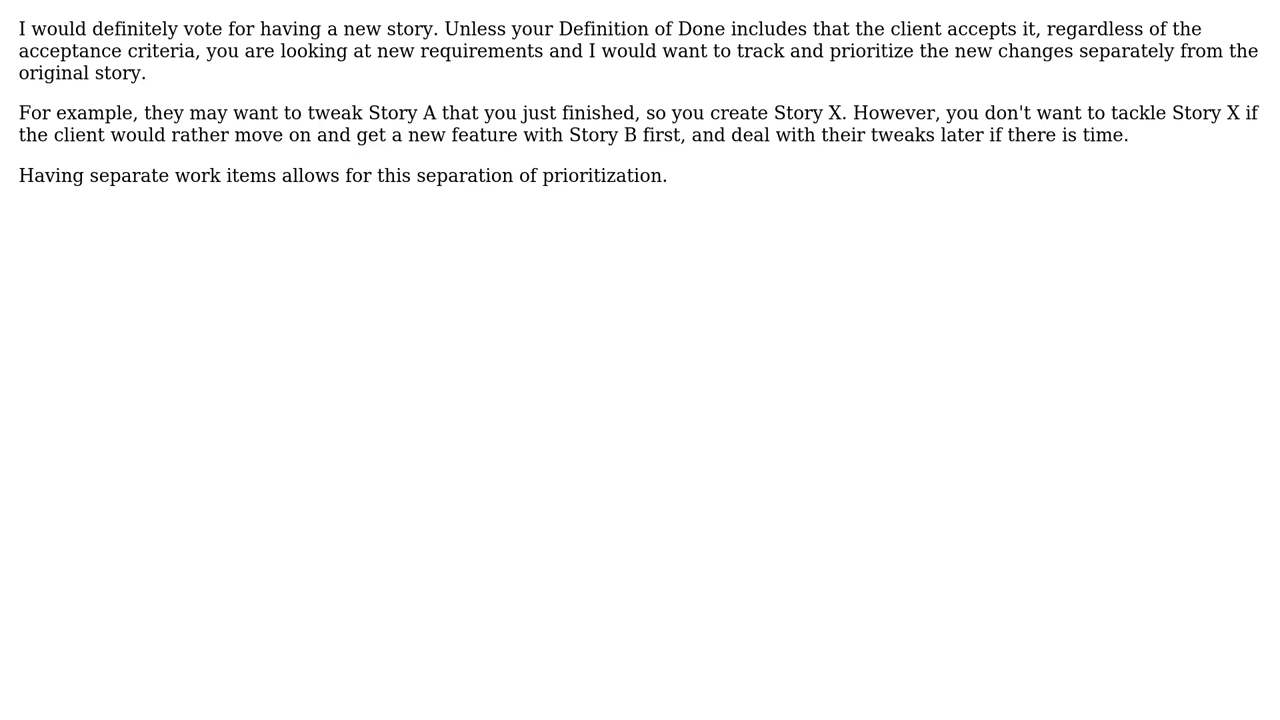 I would definitely vote for having a new story. Unless your Definition of Done includes that the client accepts it, regardless of the
acceptance criteria, you are looking at new requirements and I would want to track and prioritize the new changes separately from the
original story.
For example, they may want to tweak Story A that you just finished, so you create Story X. However, you don't want to tackle Story X if
the client would rather move on and get a new feature with Story B first, and deal with their tweaks later if there is time.
Having separate work items allows for this separation of prioritization.